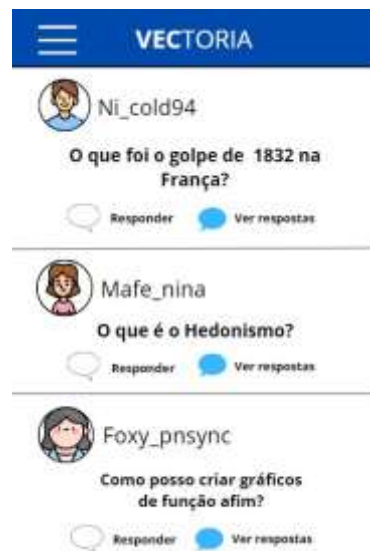 VECTORIA
Ni_cold94
O que foi o golpe de 1832 na
França?
Responder Ver respostas
Mafe_nina
O que é o Hedonismo?
Responder Ver respostas
Foxy_pnsync
Como posso criar gráficos
de função afim?
Responder Ver respostas